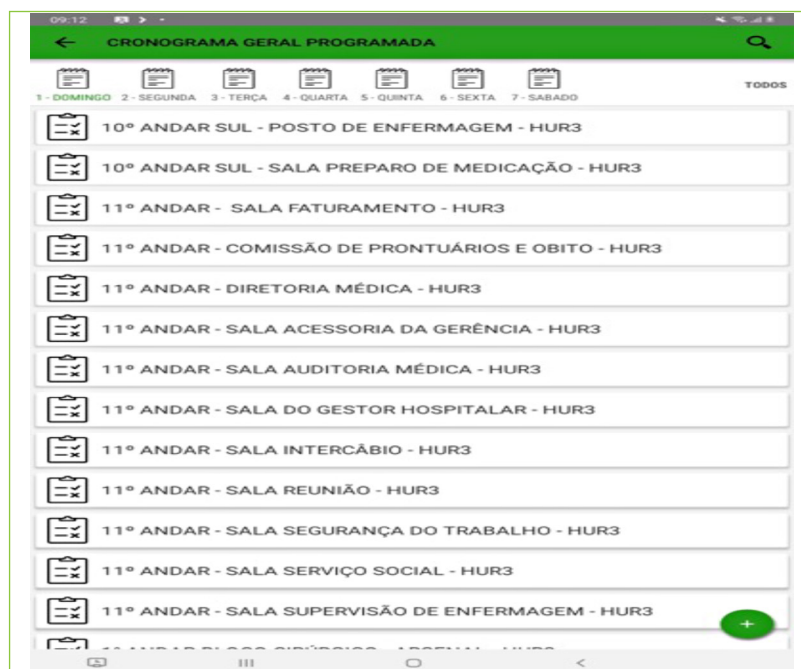 09:12
CRONOGRAMA GERAL PROGRAMADA
1 - DOMINGO 2 - SEGUNDA 3 - TERÇA 4 - QUARTA 5 - QUINTA 6 - SEXTA 7 - SABADO TODOS
10º ANDAR SUL - POSTO DE ENFERMAGEM - HUR3
10º ANDAR SUL - SALA PREPARO DE MEDICAÇÃO - HUR3
11º ANDAR - SALA FATURAMENTO - HUR3
11º ANDAR - COMISSÃO DE PRONTUÁRIOS E OBITO - HUR3
11º ANDAR - DIRETORIA MÉDICA - HUR3
11º ANDAR - SALA ACESSORIA DA GERÊNCIA - HUR3
11º ANDAR - SALA AUDITORIA MÉDICA - HUR3
11º ANDAR - SALA DO GESTOR HOSPITALAR - HUR3
11º ANDAR - SALA INTERCÂBIO - HUR3
11º ANDAR - SALA REUNIÃO - HUR3
11º ANDAR - SALA SEGURANÇA DO TRABALHO - HUR3
11º ANDAR - SALA SERVIÇO SOCIAL - HUR3
11º ANDAR - SALA SUPERVISÃO DE ENFERMAGEM - HUR3